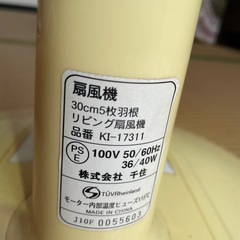 扇風機
30cm5枚羽根
リビング扇風機
品番 KI-17311
PSE
100V 50/60Hz
36/40W
株式会社 千住
TÜVRheinland
モーター内部温度ヒューズ115℃
MADE IN CHINA
J10F 0055603